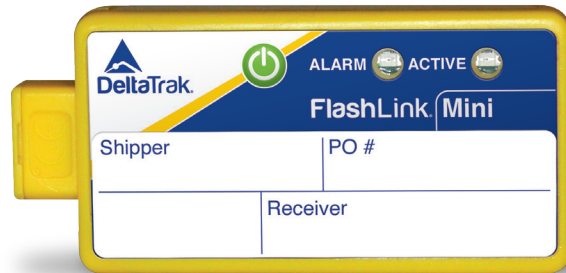 ALARM ACTIVE
DeltaTrak.
FlashLink. Mini
Shipper PO #
Receiver